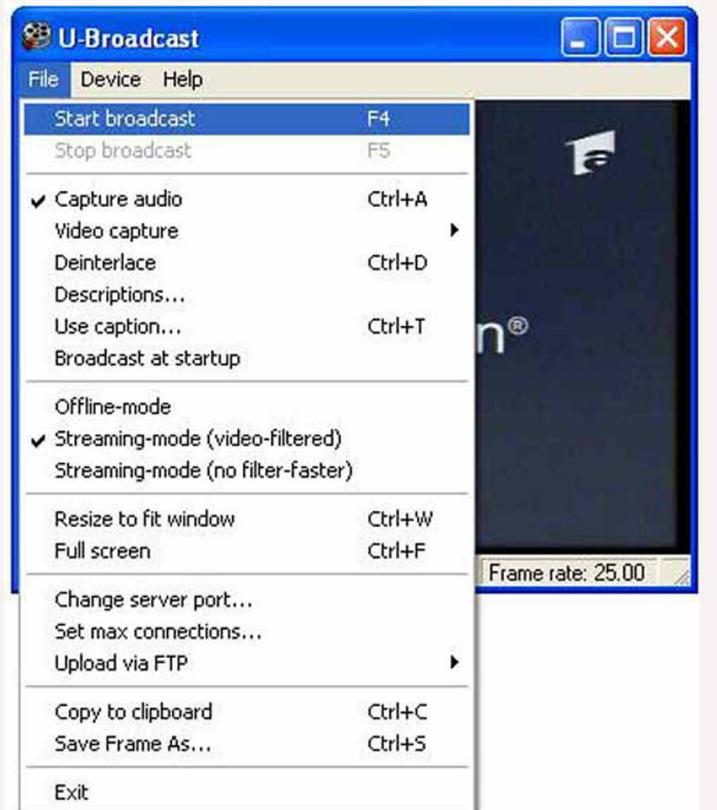 U-Broadcast
File Device Help
Start broadcast F4
Stop broadcast F5
Capture audio Ctrl+A
Video capture
Deinterlace Ctrl+D
Descriptions...
Use caption... Ctrl+T
Broadcast at startup
Offline-mode
Streaming-mode (video-filtered)
Streaming-mode (no filter-faster)
Resize to fit window Ctrl+W
Full screen Ctrl+F
Change server port...
Set max connections...
Upload via FTP
Copy to clipboard Ctrl+C
Save Frame As... Ctrl+S
Exit
a
n®
Frame rate: 25.00